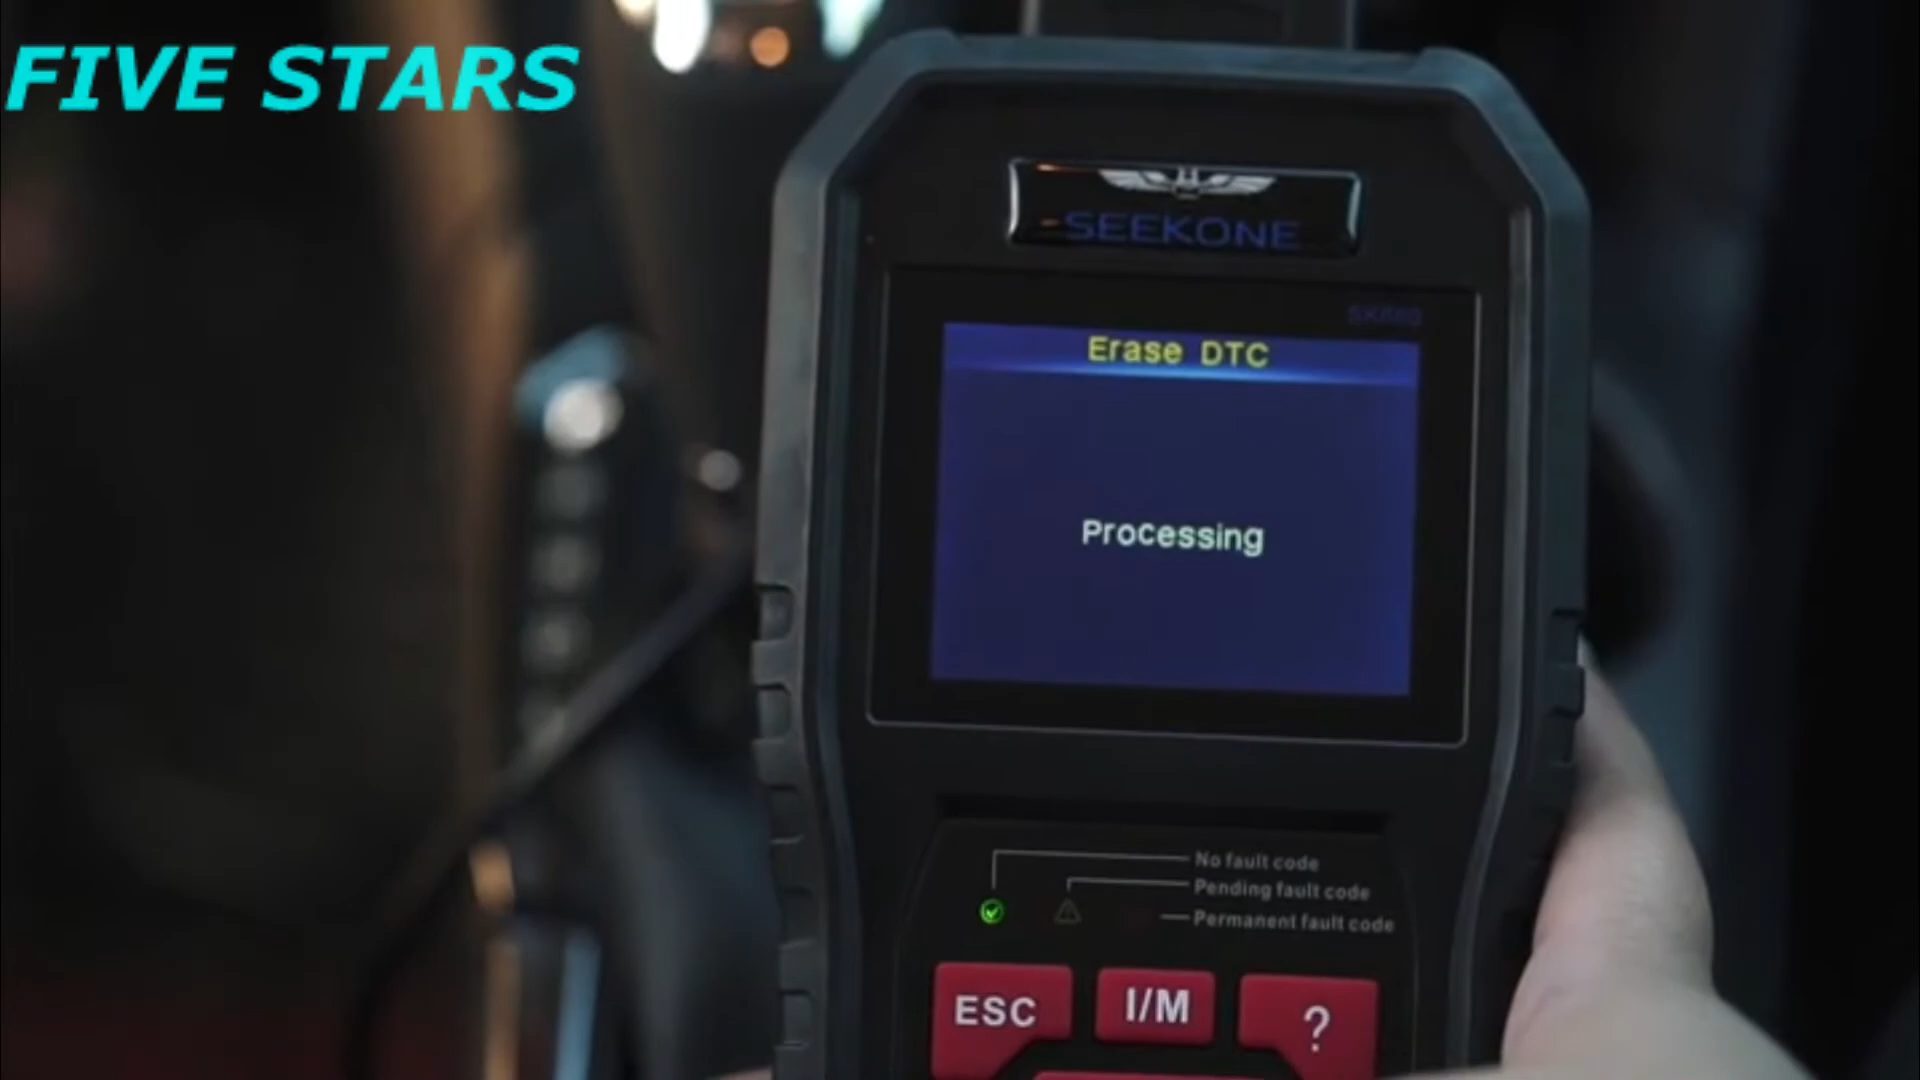 FIVE STARS
SEEKONE
Erase DTC
Processing
No fault code
Pending fault code
Permanent fault code
ESC
I/M
?